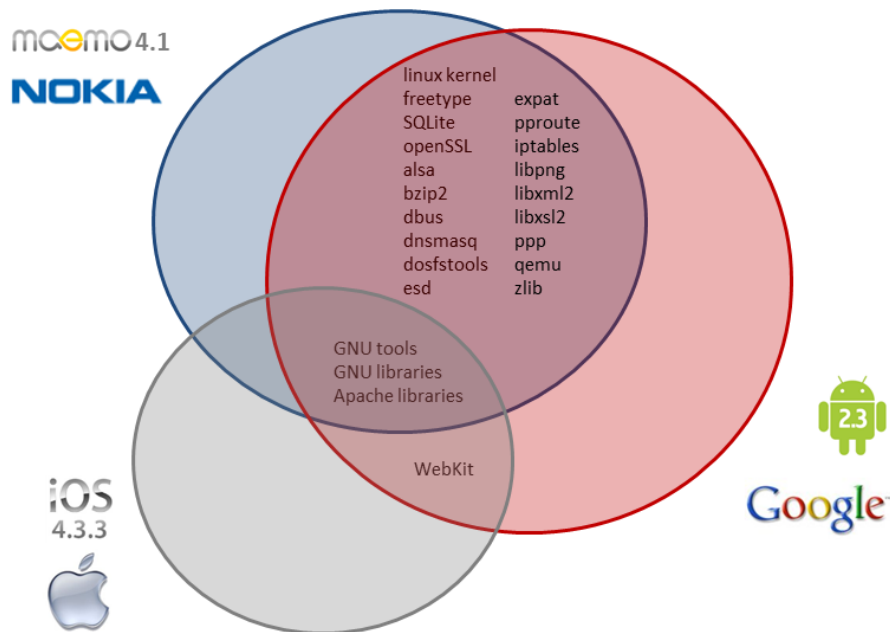 maemo 4.1
NOKIA
linux kernel
freetype expat
SQLite pproute
openSSL iptables
alsa libpng
bzip2 libxml2
dbus libxsl2
dnsmasq ppp
dosfstools qemu
esd zlib
GNU tools
GNU libraries
Apache libraries
WebKit
2.3
Google
iOS
4.3.3